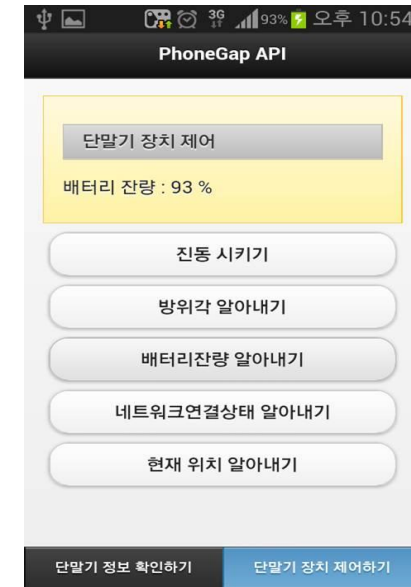 3G 93% 오후 10:54
PhoneGap API
단말기 장치 제어
배터리 잔량 : 93 %
진동 시키기
방위각 알아내기
배터리잔량 알아내기
네트워크연결상태 알아내기
현재 위치 알아내기
단말기 정보 확인하기 단말기 장치 제어하기